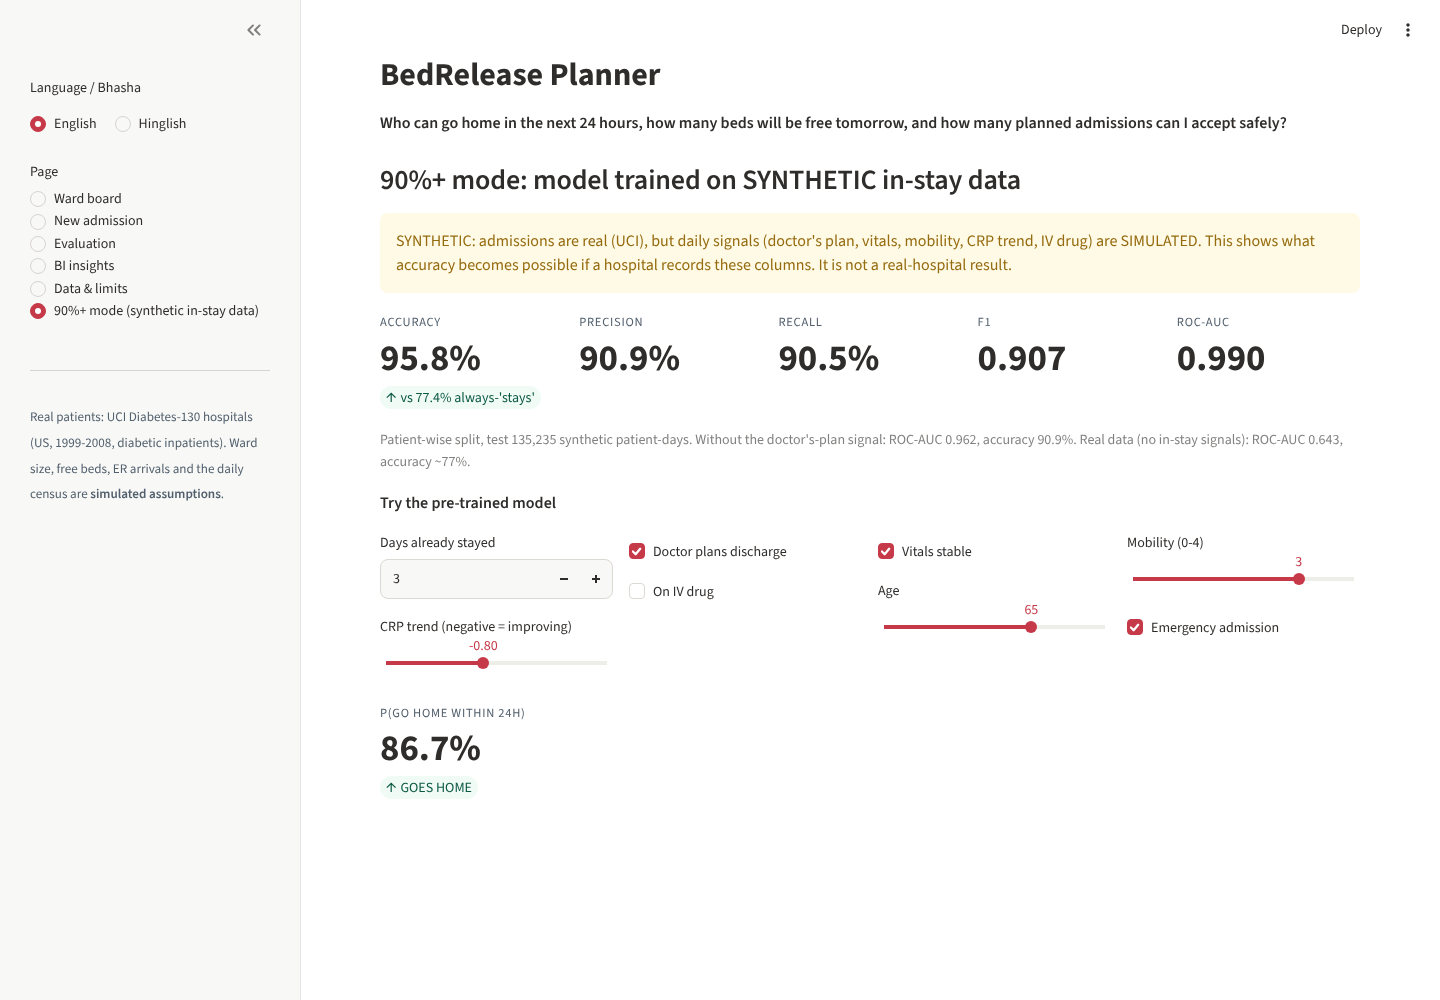 Deploy
Language / Bhasha
English
Hinglish
Page
Ward board
New admission
Evaluation
BI insights
Data & limits
90%+ mode (synthetic in-stay data)
Real patients: UCI Diabetes-130 hospitals
(US, 1999-2008, diabetic inpatients). Ward
size, free beds, ER arrivals and the daily
census are simulated assumptions.
BedRelease Planner
Who can go home in the next 24 hours, how many beds will be free tomorrow, and how many planned admissions can I accept safely?
90%+ mode: model trained on SYNTHETIC in-stay data
SYNTHETIC: admissions are real (UCI), but daily signals (doctor's plan, vitals, mobility, CRP trend, IV drug) are SIMULATED. This shows what
accuracy becomes possible if a hospital records these columns. It is not a real-hospital result.
ACCURACY
95.8%
↑ vs 77.4% always-'stays'
PRECISION
90.9%
RECALL
90.5%
F1
0.907
ROC-AUC
0.990
Patient-wise split, test 135,235 synthetic patient-days. Without the doctor's-plan signal: ROC-AUC 0.962, accuracy 90.9%. Real data (no in-stay signals): ROC-AUC 0.643,
accuracy ~77%.
Try the pre-trained model
Days already stayed
3
CRP trend (negative = improving)
-0.80
Doctor plans discharge
On IV drug
Vitals stable
Age
65
Mobility (0-4)
3
Emergency admission
P(GO HOME WITHIN 24H)
86.7%
↑ GOES HOME